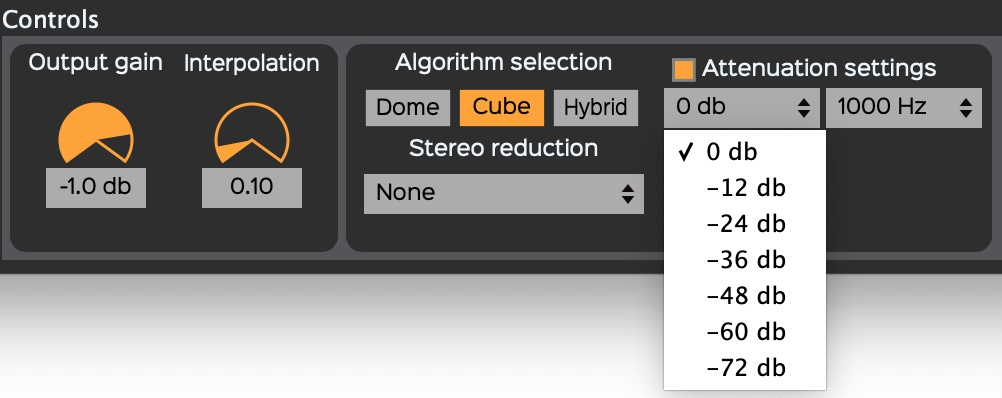 Controls
Output gain
Interpolation
-1.0 db
0.10
Algorithm selection
Dome
Cube
Hybrid
Stereo reduction
None
Attenuation settings
0 db
1000 Hz
✓ 0 db
-12 db
-24 db
-36 db
-48 db
-60 db
-72 db